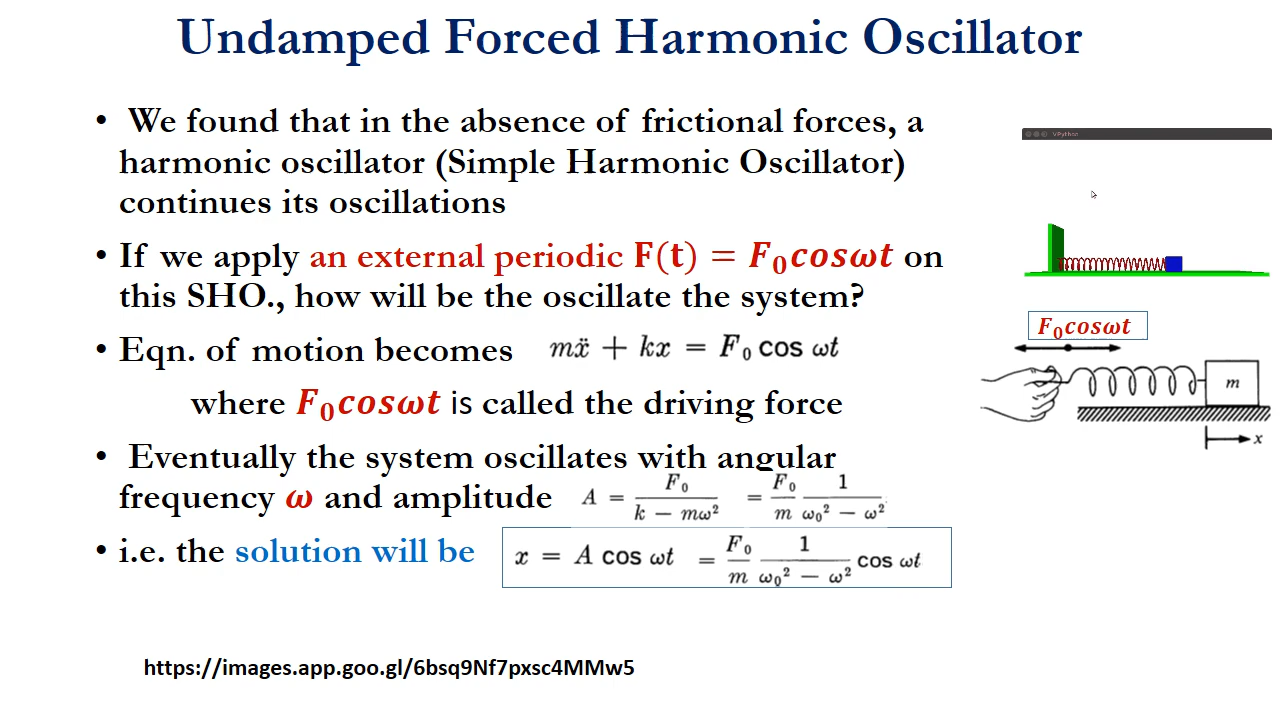 Undamped Forced Harmonic Oscillator
• We found that in the absence of frictional forces, a
harmonic oscillator (Simple Harmonic Oscillator)
continues its oscillations
• If we apply an external periodic F(t) = F₀cosωt on
this SHO., how will be the oscillate the system?
• Eqn. of motion becomes mẍ + kx = F₀ cos ωt
where F₀cosωt is called the driving force
• Eventually the system oscillates with angular
frequency ω and amplitude A = F₀ / (k − mω²) = F₀/m 1/(ω₀² − ω²)
• i.e. the solution will be x = A cos ωt = F₀/m 1/(ω₀² − ω²) cos ωt
https://images.app.goo.gl/6bsq9Nf7pxsc4MMw5
VPython
F₀cosωt
m
x